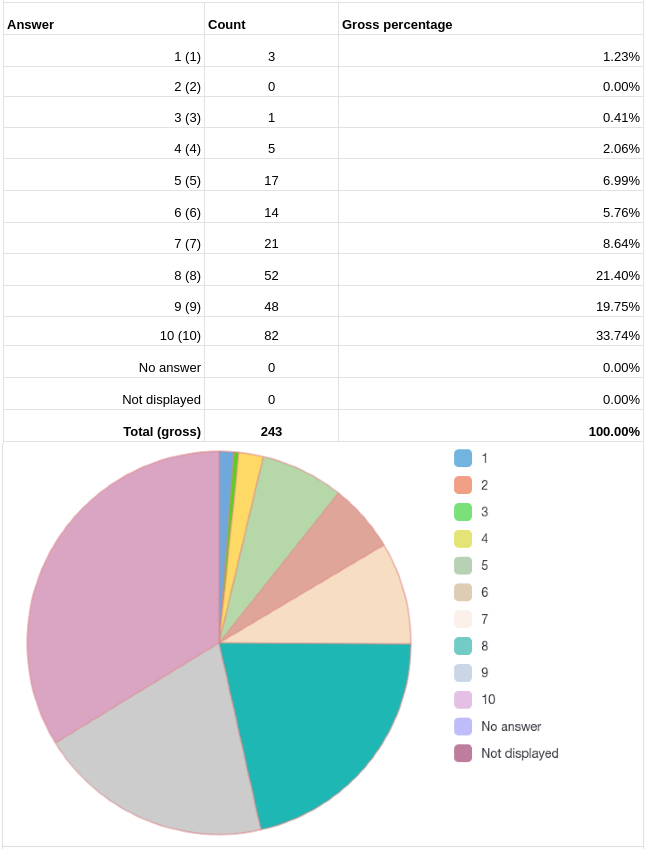 Answer Count Gross percentage
1 (1) 3 1.23%
2 (2) 0 0.00%
3 (3) 1 0.41%
4 (4) 5 2.06%
5 (5) 17 6.99%
6 (6) 14 5.76%
7 (7) 21 8.64%
8 (8) 52 21.40%
9 (9) 48 19.75%
10 (10) 82 33.74%
No answer 0 0.00%
Not displayed 0 0.00%
Total (gross) 243 100.00%
1
2
3
4
5
6
7
8
9
10
No answer
Not displayed